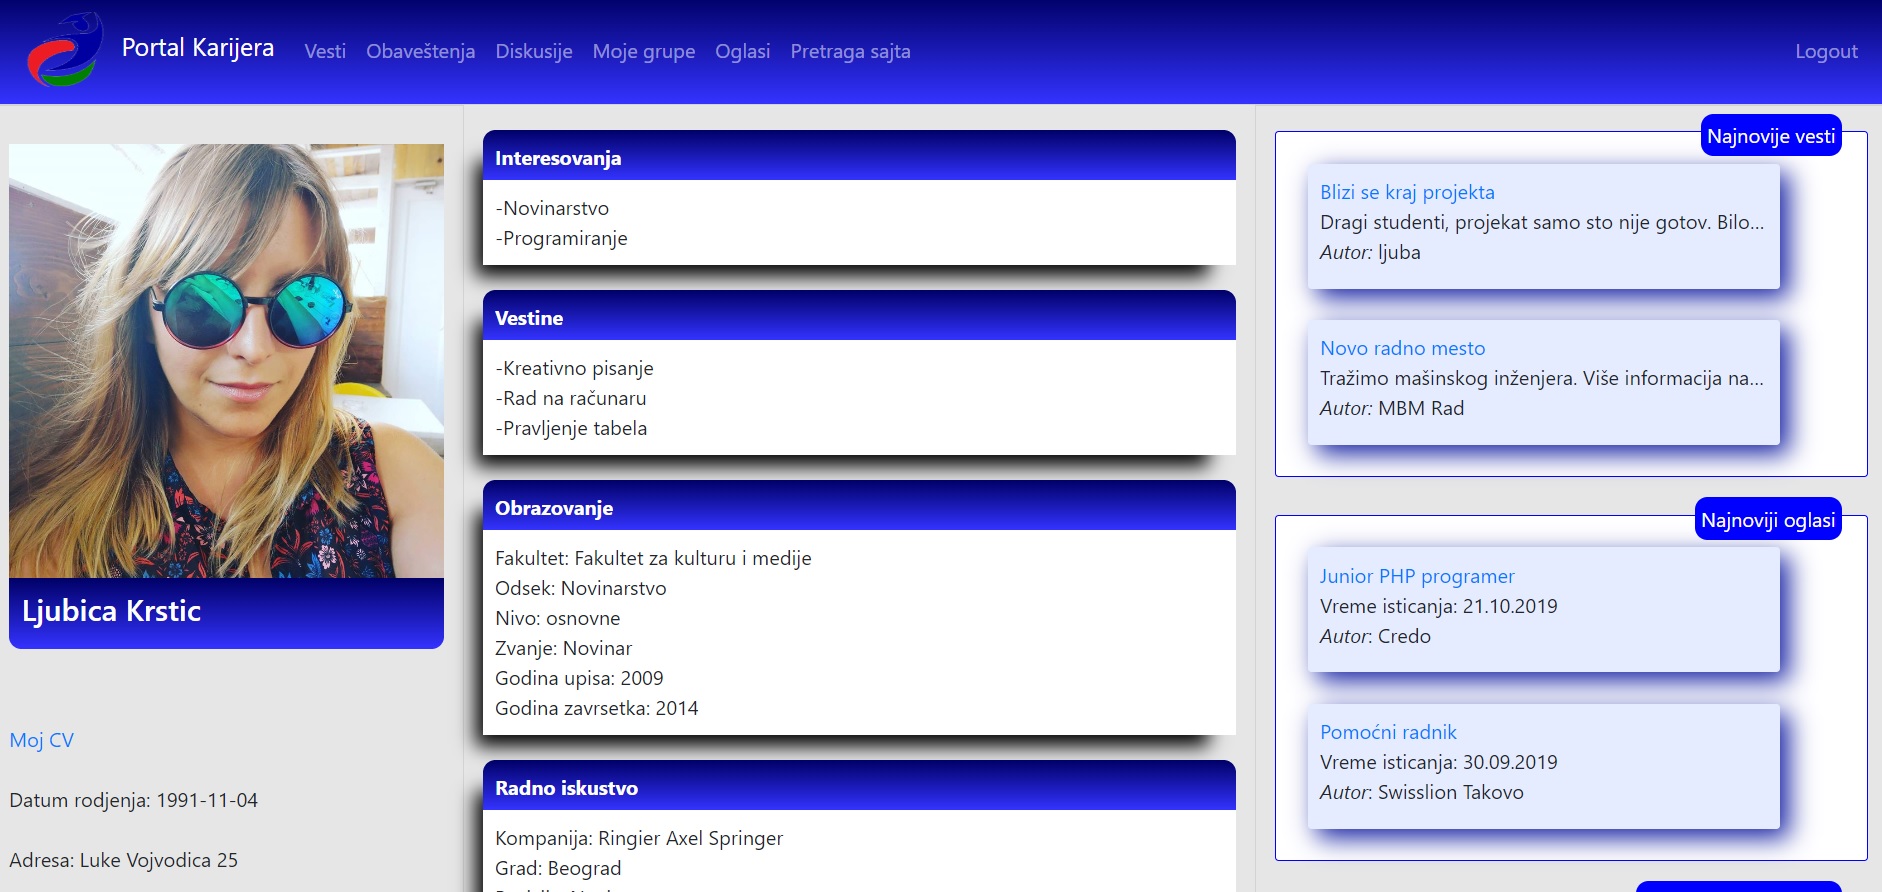 Portal Karijera
Vesti
Obaveštenja
Diskusije
Moje grupe
Oglasi
Pretraga sajta
Logout
Ljubica Krstic
Moj CV
Datum rodjenja: 1991-11-04
Adresa: Luke Vojvodica 25
Interesovanja
-Novinarstvo
-Programiranje
Vestine
-Kreativno pisanje
-Rad na računaru
-Pravljenje tabela
Obrazovanje
Fakultet: Fakultet za kulturu i medije
Odsek: Novinarstvo
Nivo: osnovne
Zvanje: Novinar
Godina upisa: 2009
Godina zavrsetka: 2014
Radno iskustvo
Kompanija: Ringier Axel Springer
Grad: Beograd
Najnovije vesti
Blizi se kraj projekta
Dragi studenti, projekat samo sto nije gotov. Bilo...
Autor: ljuba
Novo radno mesto
Tražimo mašinskog inženjera. Više informacija na...
Autor: MBM Rad
Najnoviji oglasi
Junior PHP programer
Vreme isticanja: 21.10.2019
Autor: Credo
Pomoćni radnik
Vreme isticanja: 30.09.2019
Autor: Swisslion Takovo